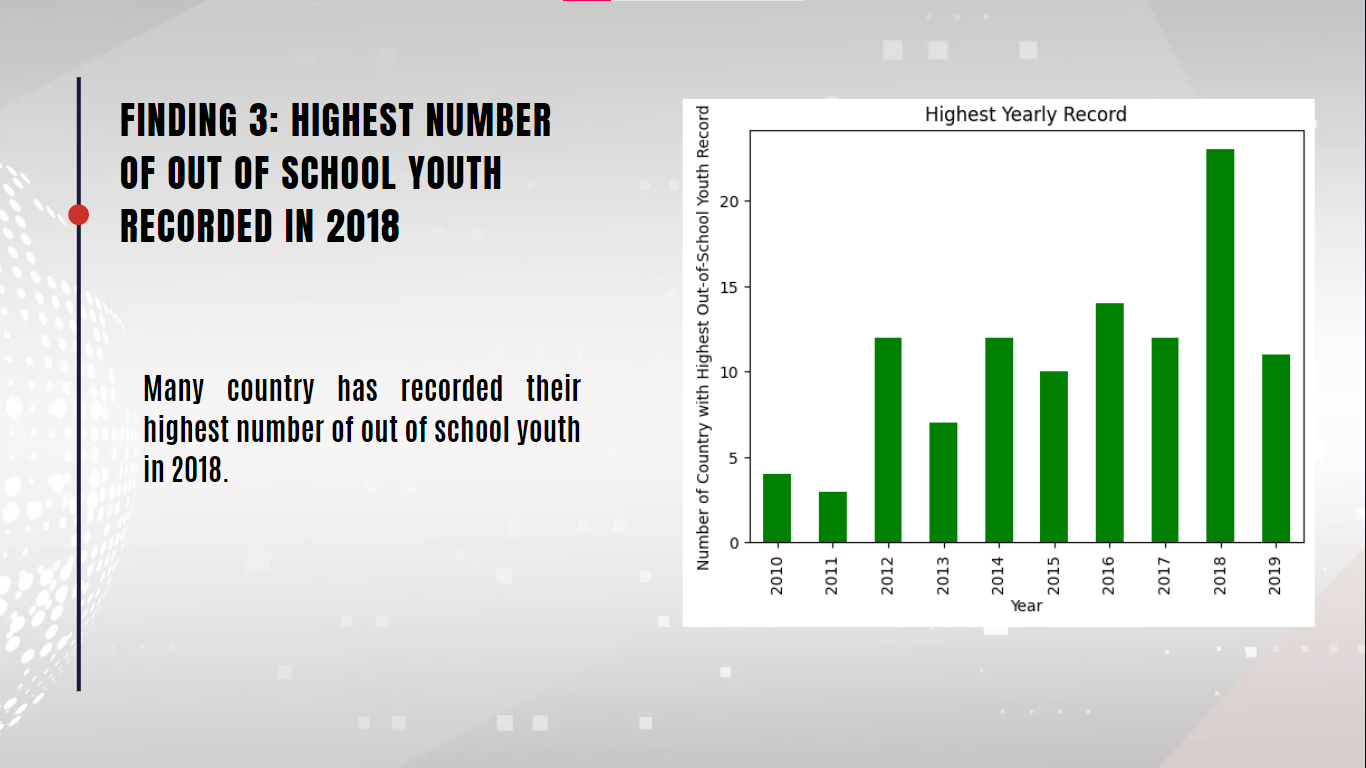 FINDING 3: HIGHEST NUMBER
OF OUT OF SCHOOL YOUTH
RECORDED IN 2018
Many country has recorded their
highest number of out of school youth
in 2018.
Highest Yearly Record
Number of Country with Highest Out-of-School Youth Record
20
15
10
5
0
2010 2011 2012 2013 2014 2015 2016 2017 2018 2019
Year